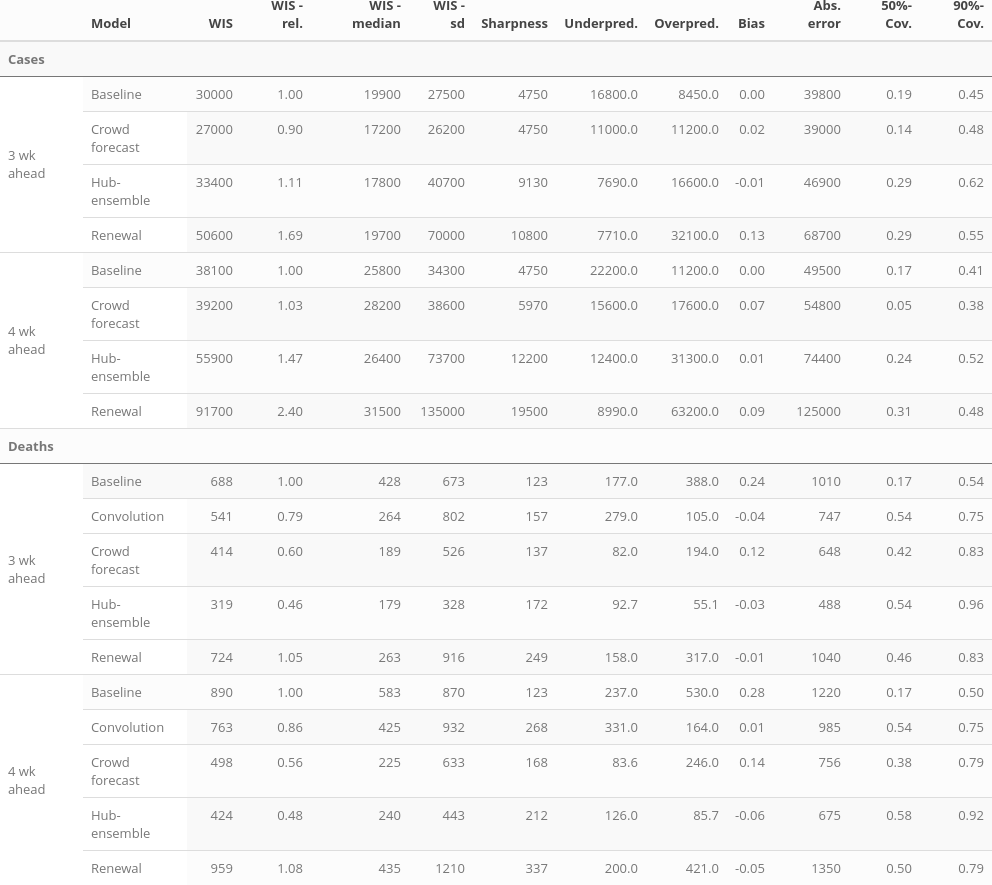 Model WIS WIS - rel. WIS - median WIS - sd Sharpness Underpred. Overpred. Bias Abs. error 50%- Cov. 90%- Cov.
Cases
3 wk ahead
Baseline 30000 1.00 19900 27500 4750 16800.0 8450.0 0.00 39800 0.19 0.45
Crowd forecast 27000 0.90 17200 26200 4750 11000.0 11200.0 0.02 39000 0.14 0.48
Hub-ensemble 33400 1.11 17800 40700 9130 7690.0 16600.0 -0.01 46900 0.29 0.62
Renewal 50600 1.69 19700 70000 10800 7710.0 32100.0 0.13 68700 0.29 0.55
4 wk ahead
Baseline 38100 1.00 25800 34300 4750 22200.0 11200.0 0.00 49500 0.17 0.41
Crowd forecast 39200 1.03 28200 38600 5970 15600.0 17600.0 0.07 54800 0.05 0.38
Hub-ensemble 55900 1.47 26400 73700 12200 12400.0 31300.0 0.01 74400 0.24 0.52
Renewal 91700 2.40 31500 135000 19500 8990.0 63200.0 0.09 125000 0.31 0.48
Deaths
3 wk ahead
Baseline 688 1.00 428 673 123 177.0 388.0 0.24 1010 0.17 0.54
Convolution 541 0.79 264 802 157 279.0 105.0 -0.04 747 0.54 0.75
Crowd forecast 414 0.60 189 526 137 82.0 194.0 0.12 648 0.42 0.83
Hub-ensemble 319 0.46 179 328 172 92.7 55.1 -0.03 488 0.54 0.96
Renewal 724 1.05 263 916 249 158.0 317.0 -0.01 1040 0.46 0.83
4 wk ahead
Baseline 890 1.00 583 870 123 237.0 530.0 0.28 1220 0.17 0.50
Convolution 763 0.86 425 932 268 331.0 164.0 0.01 985 0.54 0.75
Crowd forecast 498 0.56 225 633 168 83.6 246.0 0.14 756 0.38 0.79
Hub-ensemble 424 0.48 240 443 212 126.0 85.7 -0.06 675 0.58 0.92
Renewal 959 1.08 435 1210 337 200.0 421.0 -0.05 1350 0.50 0.79